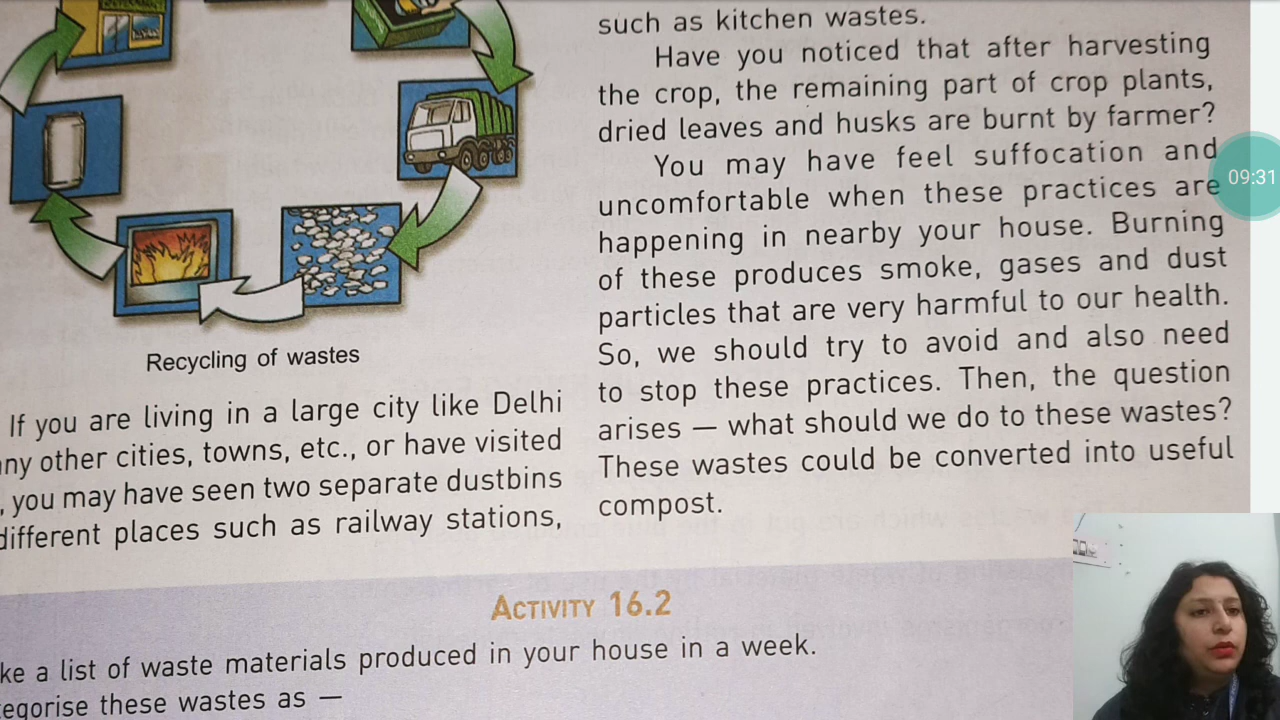 Recycling of wastes
If you are living in a large city like Delhi
other cities, towns, etc., or have visited
, you may have seen two separate dustbins
different places such as railway stations,
such as kitchen wastes.
Have you noticed that after harvesting
the crop, the remaining part of crop plants,
dried leaves and husks are burnt by farmer?
You may have feel suffocation and
uncomfortable when these practices are
happening in nearby your house. Burning
of these produces smoke, gases and dust
particles that are very harmful to our health.
So, we should try to avoid and also need
to stop these practices. Then, the question
arises — what should we do to these wastes?
These wastes could be converted into useful
compost.
ACTIVITY 16.2
a list of waste materials produced in your house in a week.
these wastes as —
09:31